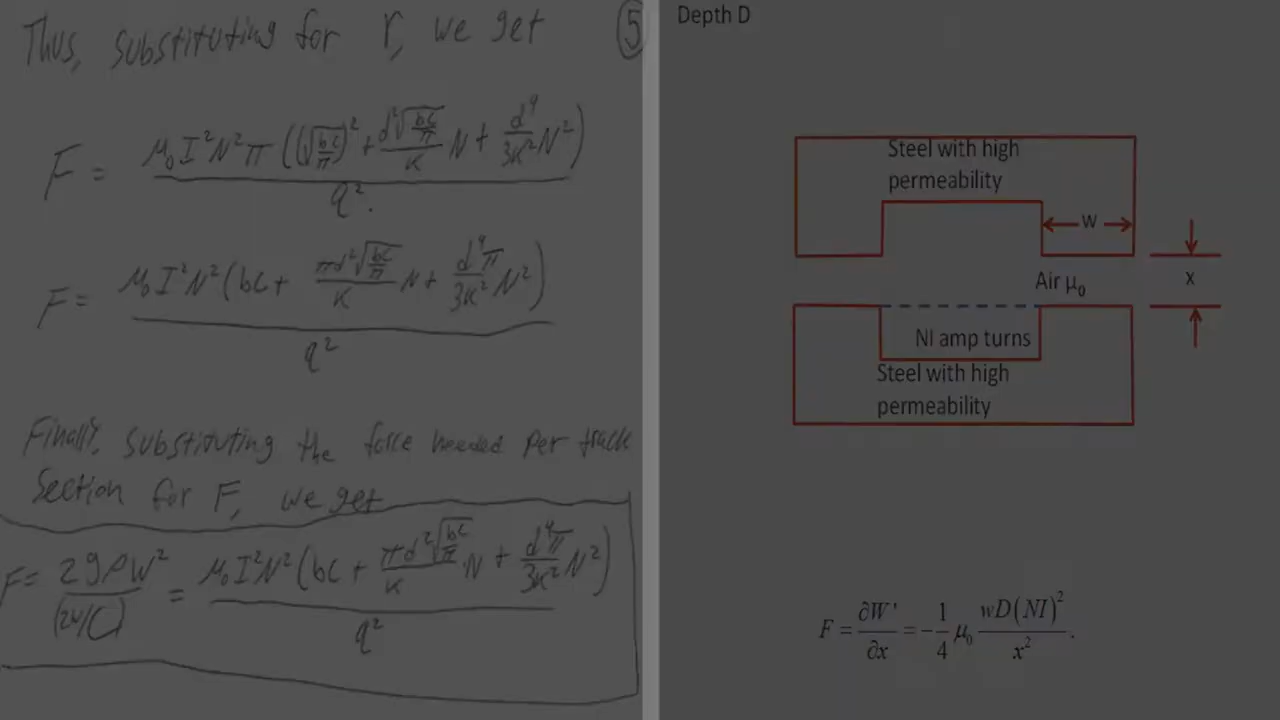 Thus, substituting for r, we get ⑤
F = μ₀I²N²π((√(bc/π))² + d²√(bc/π)/K N + d⁴/3K² N²) / q².
F = μ₀I²N²(bc + πd²√(bc/π)/K N + d⁴π/3K² N²) / q²
Finally, substituting the force needed per track
section for F, we get
F = 2gρW²/(2W/C) = μ₀I²N²(bc + πd²√(bc/π)/K N + d⁴π/3K² N²) / q²
Depth D
Steel with high
permeability
w
Air μ₀
x
NI amp turns
Steel with high
permeability
F = ∂W'/∂x = −1/4 μ₀ wD(NI)²/x².